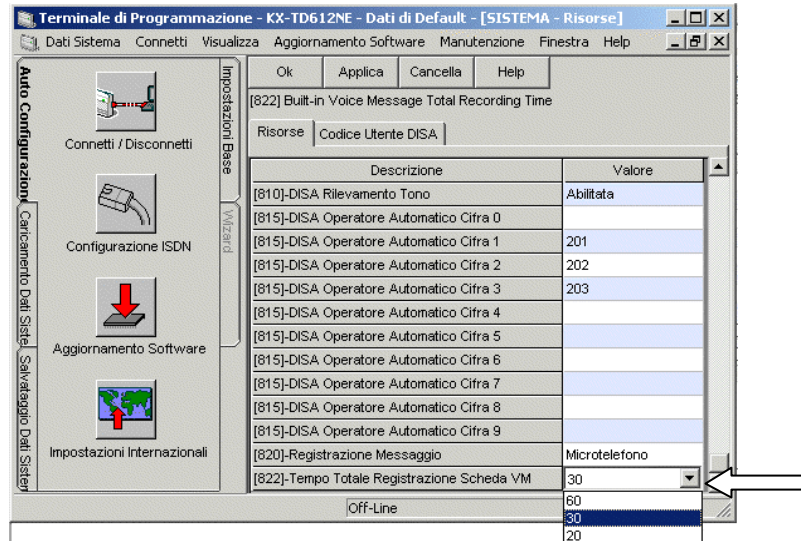 Terminale di Programmazione - KX-TD612NE - Dati di Default - [SISTEMA - Risorse]
Dati Sistema Connetti Visualizza Aggiornamento Software Manutenzione Finestra Help
Auto Configurazione
Caricamento Dati Siste
Salvataggio Dati Sister
Connetti / Disconnetti
Configurazione ISDN
Aggiornamento Software
Impostazioni Internazionali
Impostazioni Base
Wizard
Ok Applica Cancella Help
[822] Built-in Voice Message Total Recording Time
Risorse Codice Utente DISA
Descrizione Valore
[810]-DISA Rilevamento Tono Abilitata
[815]-DISA Operatore Automatico Cifra 0
[815]-DISA Operatore Automatico Cifra 1 201
[815]-DISA Operatore Automatico Cifra 2 202
[815]-DISA Operatore Automatico Cifra 3 203
[815]-DISA Operatore Automatico Cifra 4
[815]-DISA Operatore Automatico Cifra 5
[815]-DISA Operatore Automatico Cifra 6
[815]-DISA Operatore Automatico Cifra 7
[815]-DISA Operatore Automatico Cifra 8
[815]-DISA Operatore Automatico Cifra 9
[820]-Registrazione Messaggio Microtelefono
[822]-Tempo Totale Registrazione Scheda VM 30
60
30
20
Off-Line